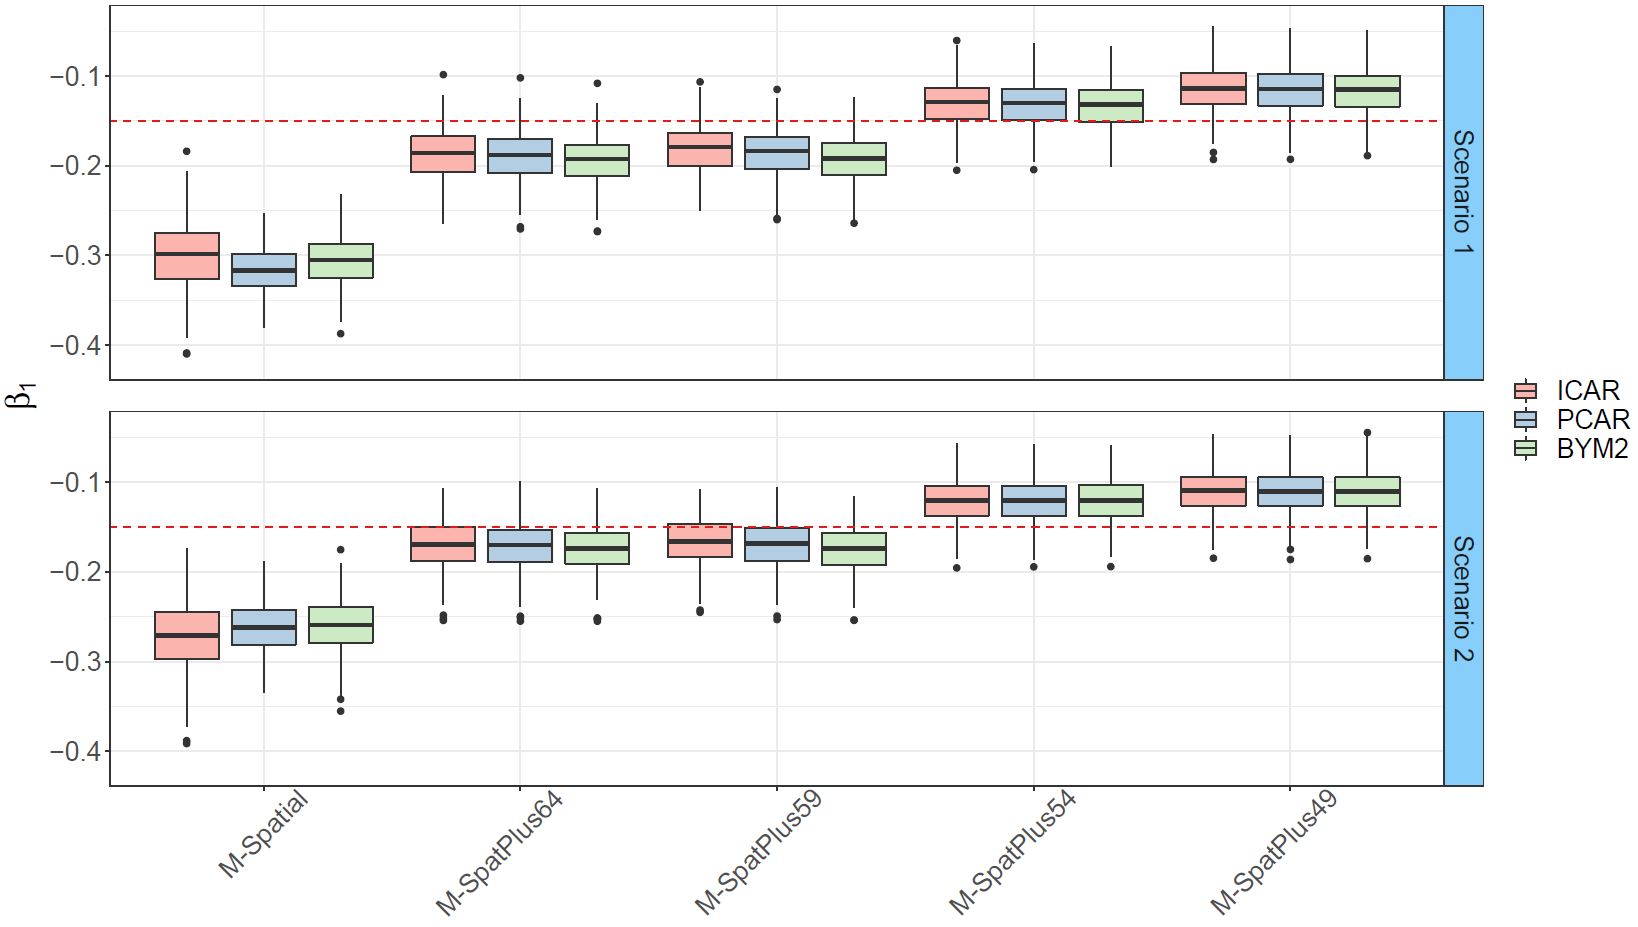 β1
−0.1
−0.2
−0.3
−0.4
Scenario 1
−0.1
−0.2
−0.3
−0.4
Scenario 2
M-Spatial
M-SpatPlus64
M-SpatPlus59
M-SpatPlus54
M-SpatPlus49
ICAR
PCAR
BYM2